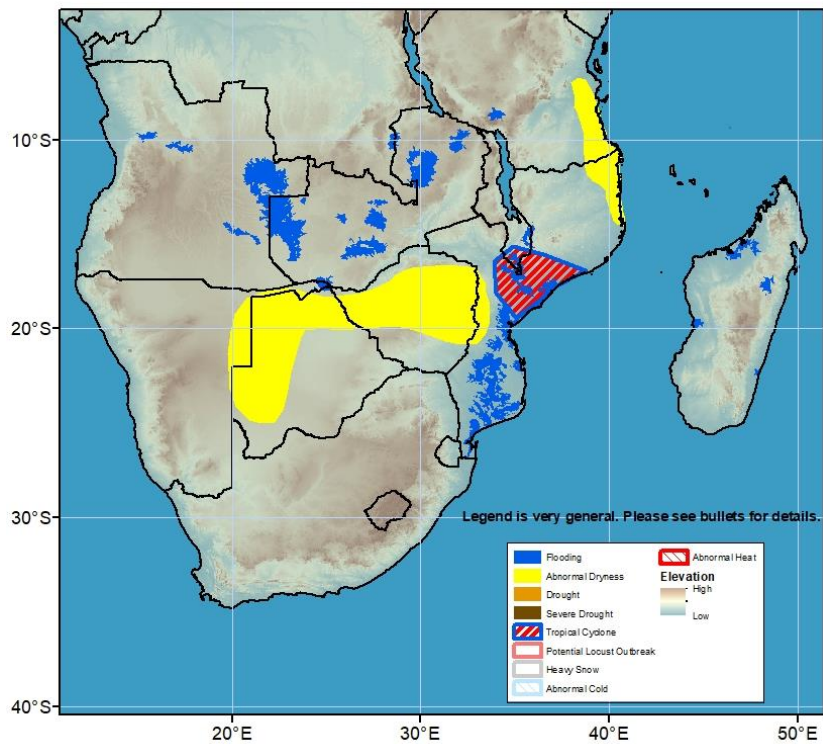 10°S
20°S
30°S
40°S
20°E
30°E
40°E
50°E
Legend is very general. Please see bullets for details.
Flooding
Abnormal Dryness
Drought
Severe Drought
Tropical Cyclone
Potential Locust Outbreak
Heavy Snow
Abnormal Cold
Abnormal Heat
Elevation
High
Low